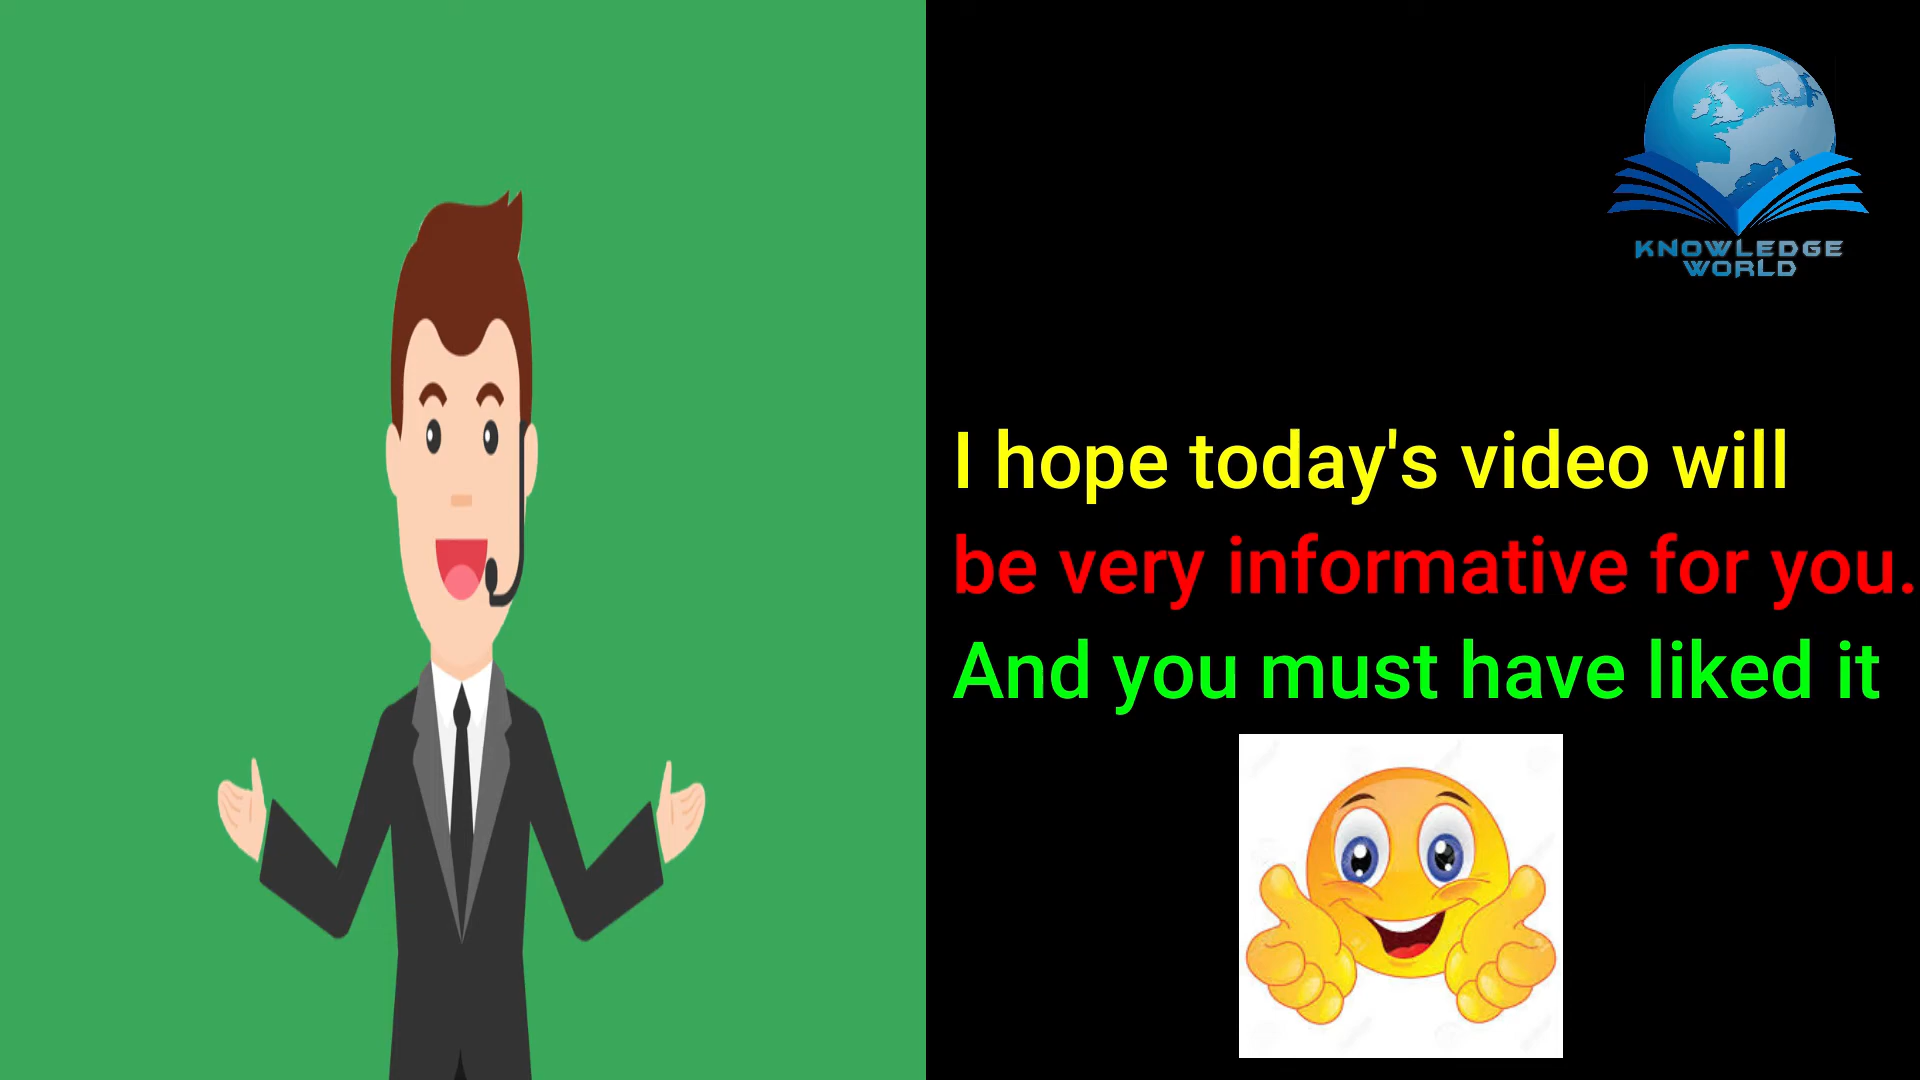 KNOWLEDGE
WORLD
I hope today's video will
be very informative for you.
And you must have liked it